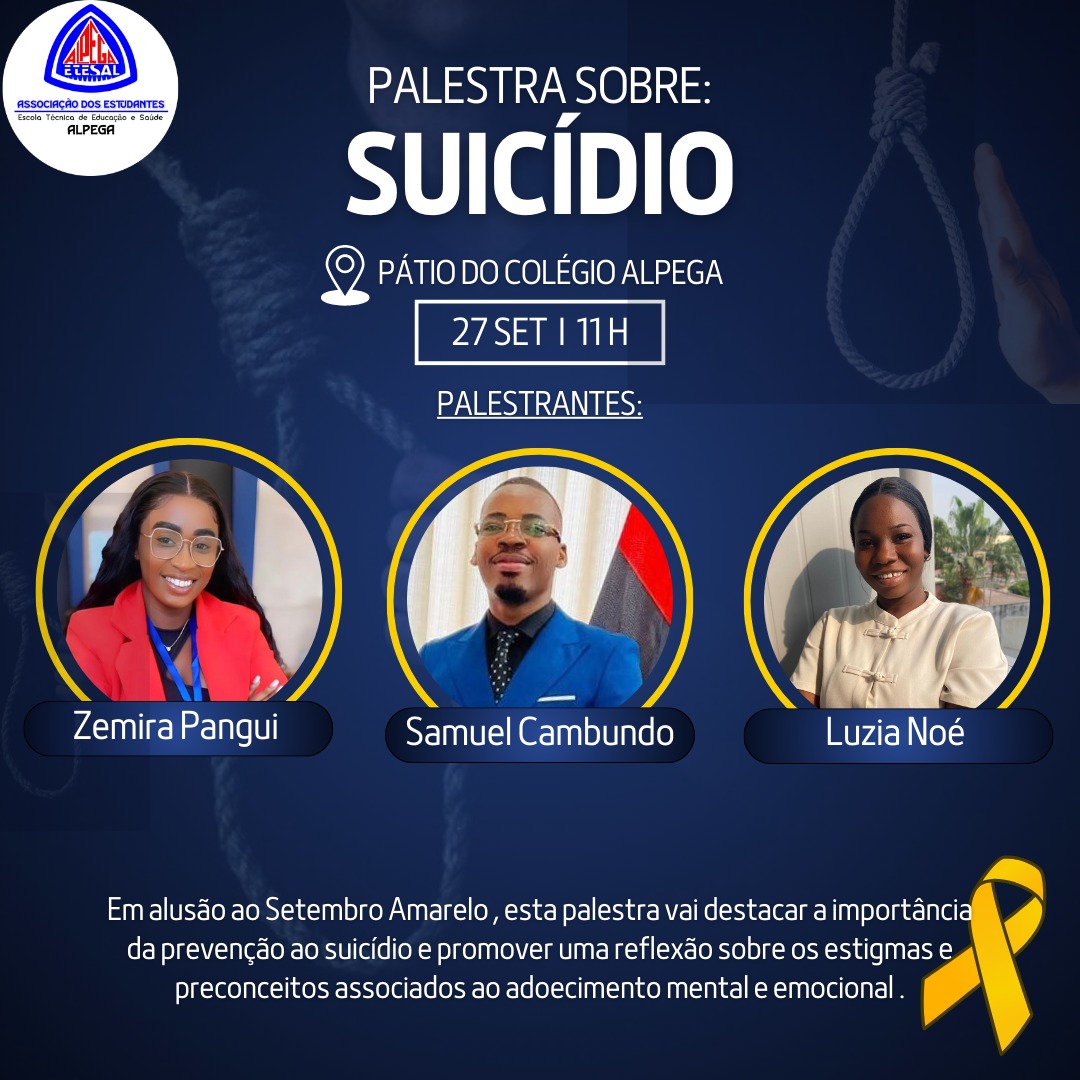 ALPEGA
ETESAL
ASSOCIAÇÃO DOS ESTUDANTES
Escola Técnica de Educação e Saúde
ALPEGA
PALESTRA SOBRE:
SUICÍDIO
PÁTIO DO COLÉGIO ALPEGA
27 SET I 11 H
PALESTRANTES:
Zemira Pangui
Samuel Cambundo
Luzia Noé
Em alusão ao Setembro Amarelo , esta palestra vai destacar a importância
da prevenção ao suicídio e promover uma reflexão sobre os estigmas e
preconceitos associados ao adoecimento mental e emocional .